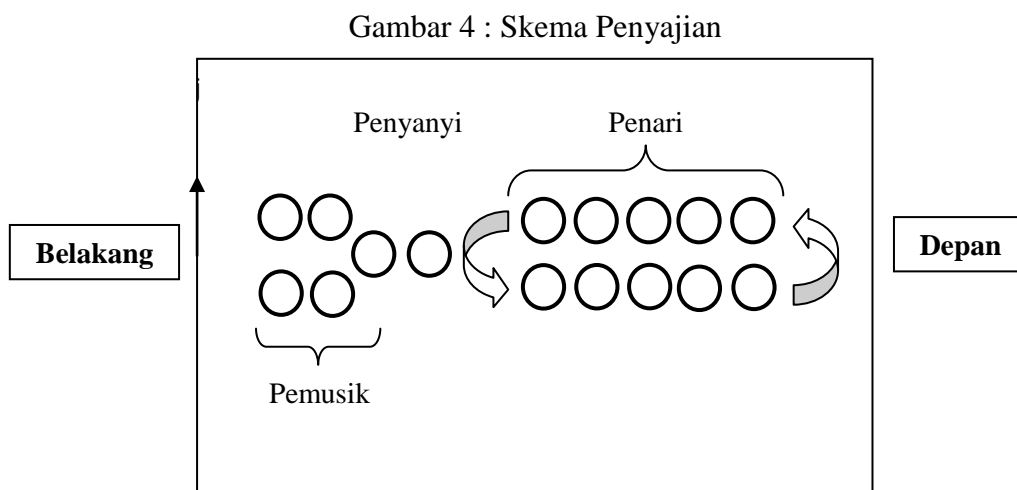 Gambar 4 : Skema Penyajian
Penyanyi
Penari
Belakang
Depan
Pemusik